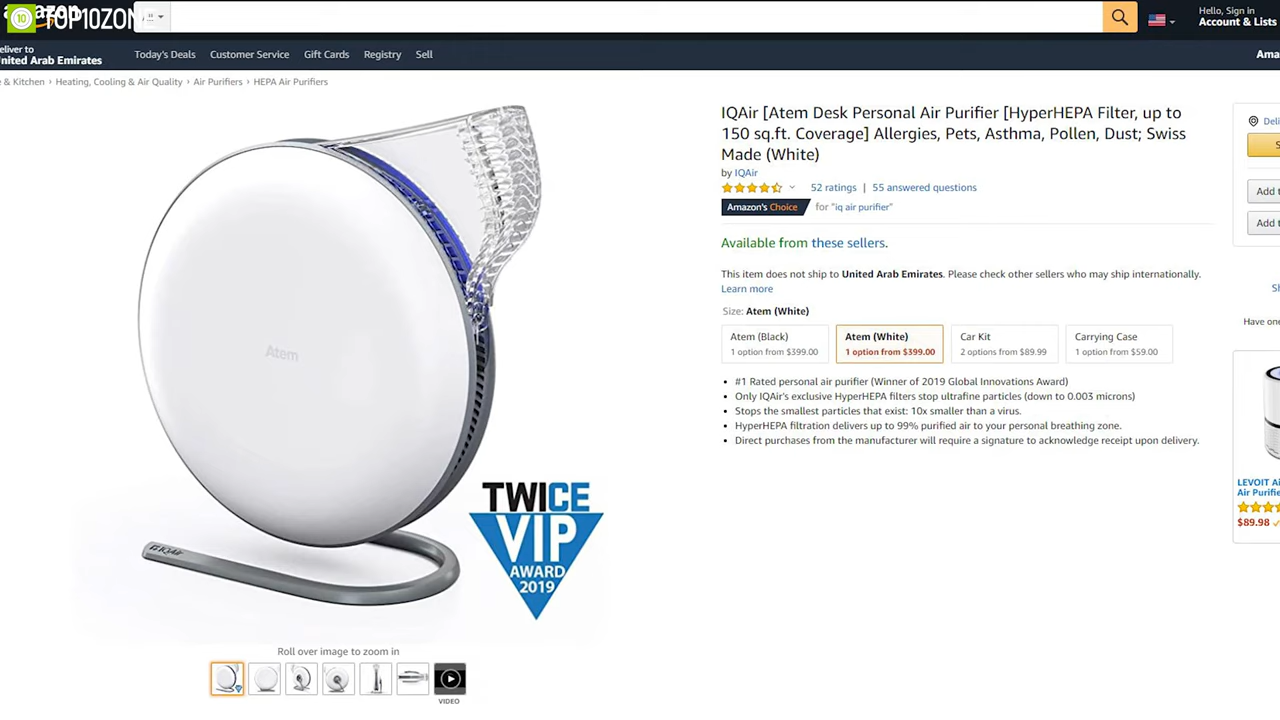 TOP10ZONE
Hello, Sign in
Account & Lists
United Arab Emirates
Today's Deals
Customer Service
Gift Cards
Registry
Sell
& Kitchen › Heating, Cooling & Air Quality › Air Purifiers › HEPA Air Purifiers
IQAir [Atem Desk Personal Air Purifier [HyperHEPA Filter, up to
150 sq.ft. Coverage] Allergies, Pets, Asthma, Pollen, Dust; Swiss
Made (White)
by IQAir
52 ratings | 55 answered questions
Amazon's Choice for "iq air purifier"
Available from these sellers.
This item does not ship to United Arab Emirates. Please check other sellers who may ship internationally.
Learn more
Size: Atem (White)
Atem (Black)
1 option from $399.00
Atem (White)
1 option from $399.00
Car Kit
2 options from $89.99
Carrying Case
1 option from $59.00
#1 Rated personal air purifier (Winner of 2019 Global Innovations Award)
Only IQAir's exclusive HyperHEPA filters stop ultrafine particles (down to 0.003 microns)
Stops the smallest particles that exist: 10x smaller than a virus.
HyperHEPA filtration delivers up to 99% purified air to your personal breathing zone.
Direct purchases from the manufacturer will require a signature to acknowledge receipt upon delivery.
Atem
IQAir
TWICE
VIP
AWARD
2019
Roll over image to zoom in
VIDEO
Add t
Add t
Have one
LEVOIT Ai
Air Purifie
$89.98